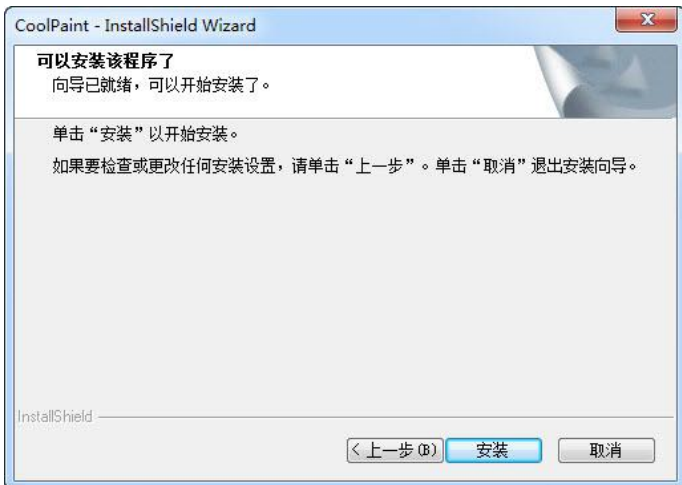 CoolPaint - InstallShield Wizard
可以安装该程序了
向导已就绪，可以开始安装了。
单击“安装”以开始安装。
如果要检查或更改任何安装设置，请单击“上一步”。单击“取消”退出安装向导。
InstallShield
< 上一步(B) 安装 取消